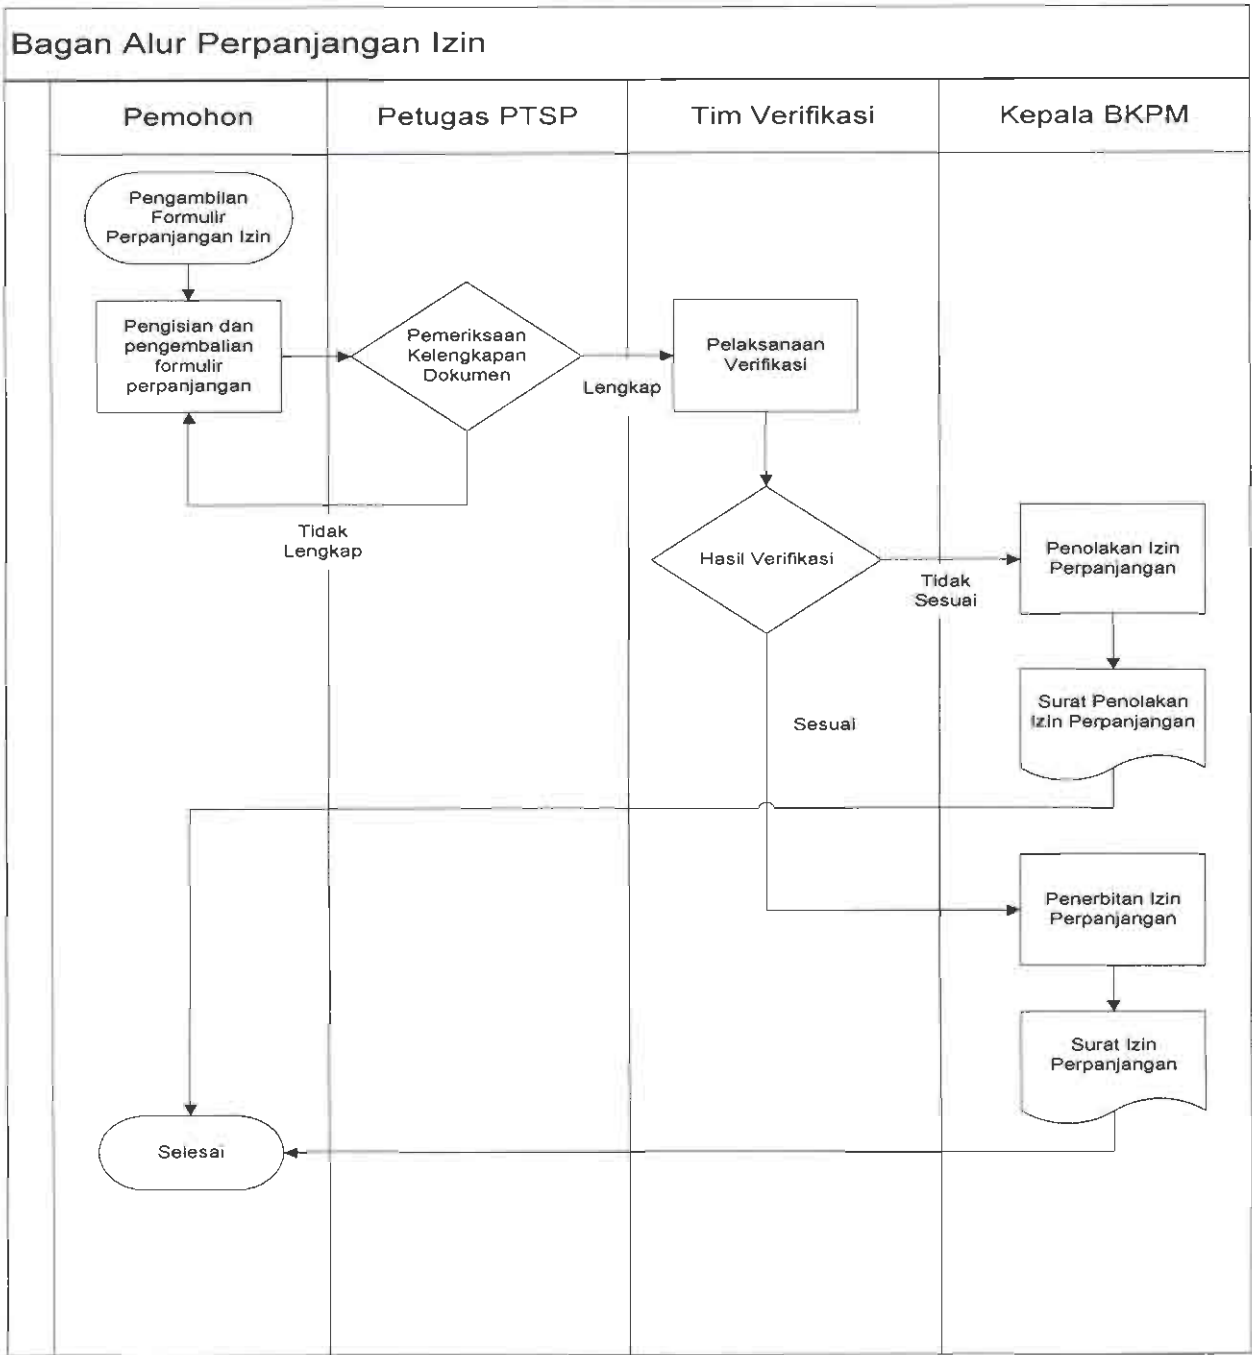 Bagan Alur Perpanjangan Izin
Pemohon
Petugas PTSP
Tim Verifikasi
Kepala BKPM
Pengambilan
Formulir
Perpanjangan Izin
Pengisian dan
pengembalian
formulir
perpanjangan
Pemeriksaan
Kelengkapan
Dokumen
Lengkap
Pelaksanaan
Verifikasi
Tidak
Lengkap
Hasil Verifikasi
Tidak
Sesuai
Penolakan Izin
Perpanjangan
Surat Penolakan
Izin Perpanjangan
Sesuai
Penerbitan Izin
Perpanjangan
Surat Izin
Perpanjangan
Selesai